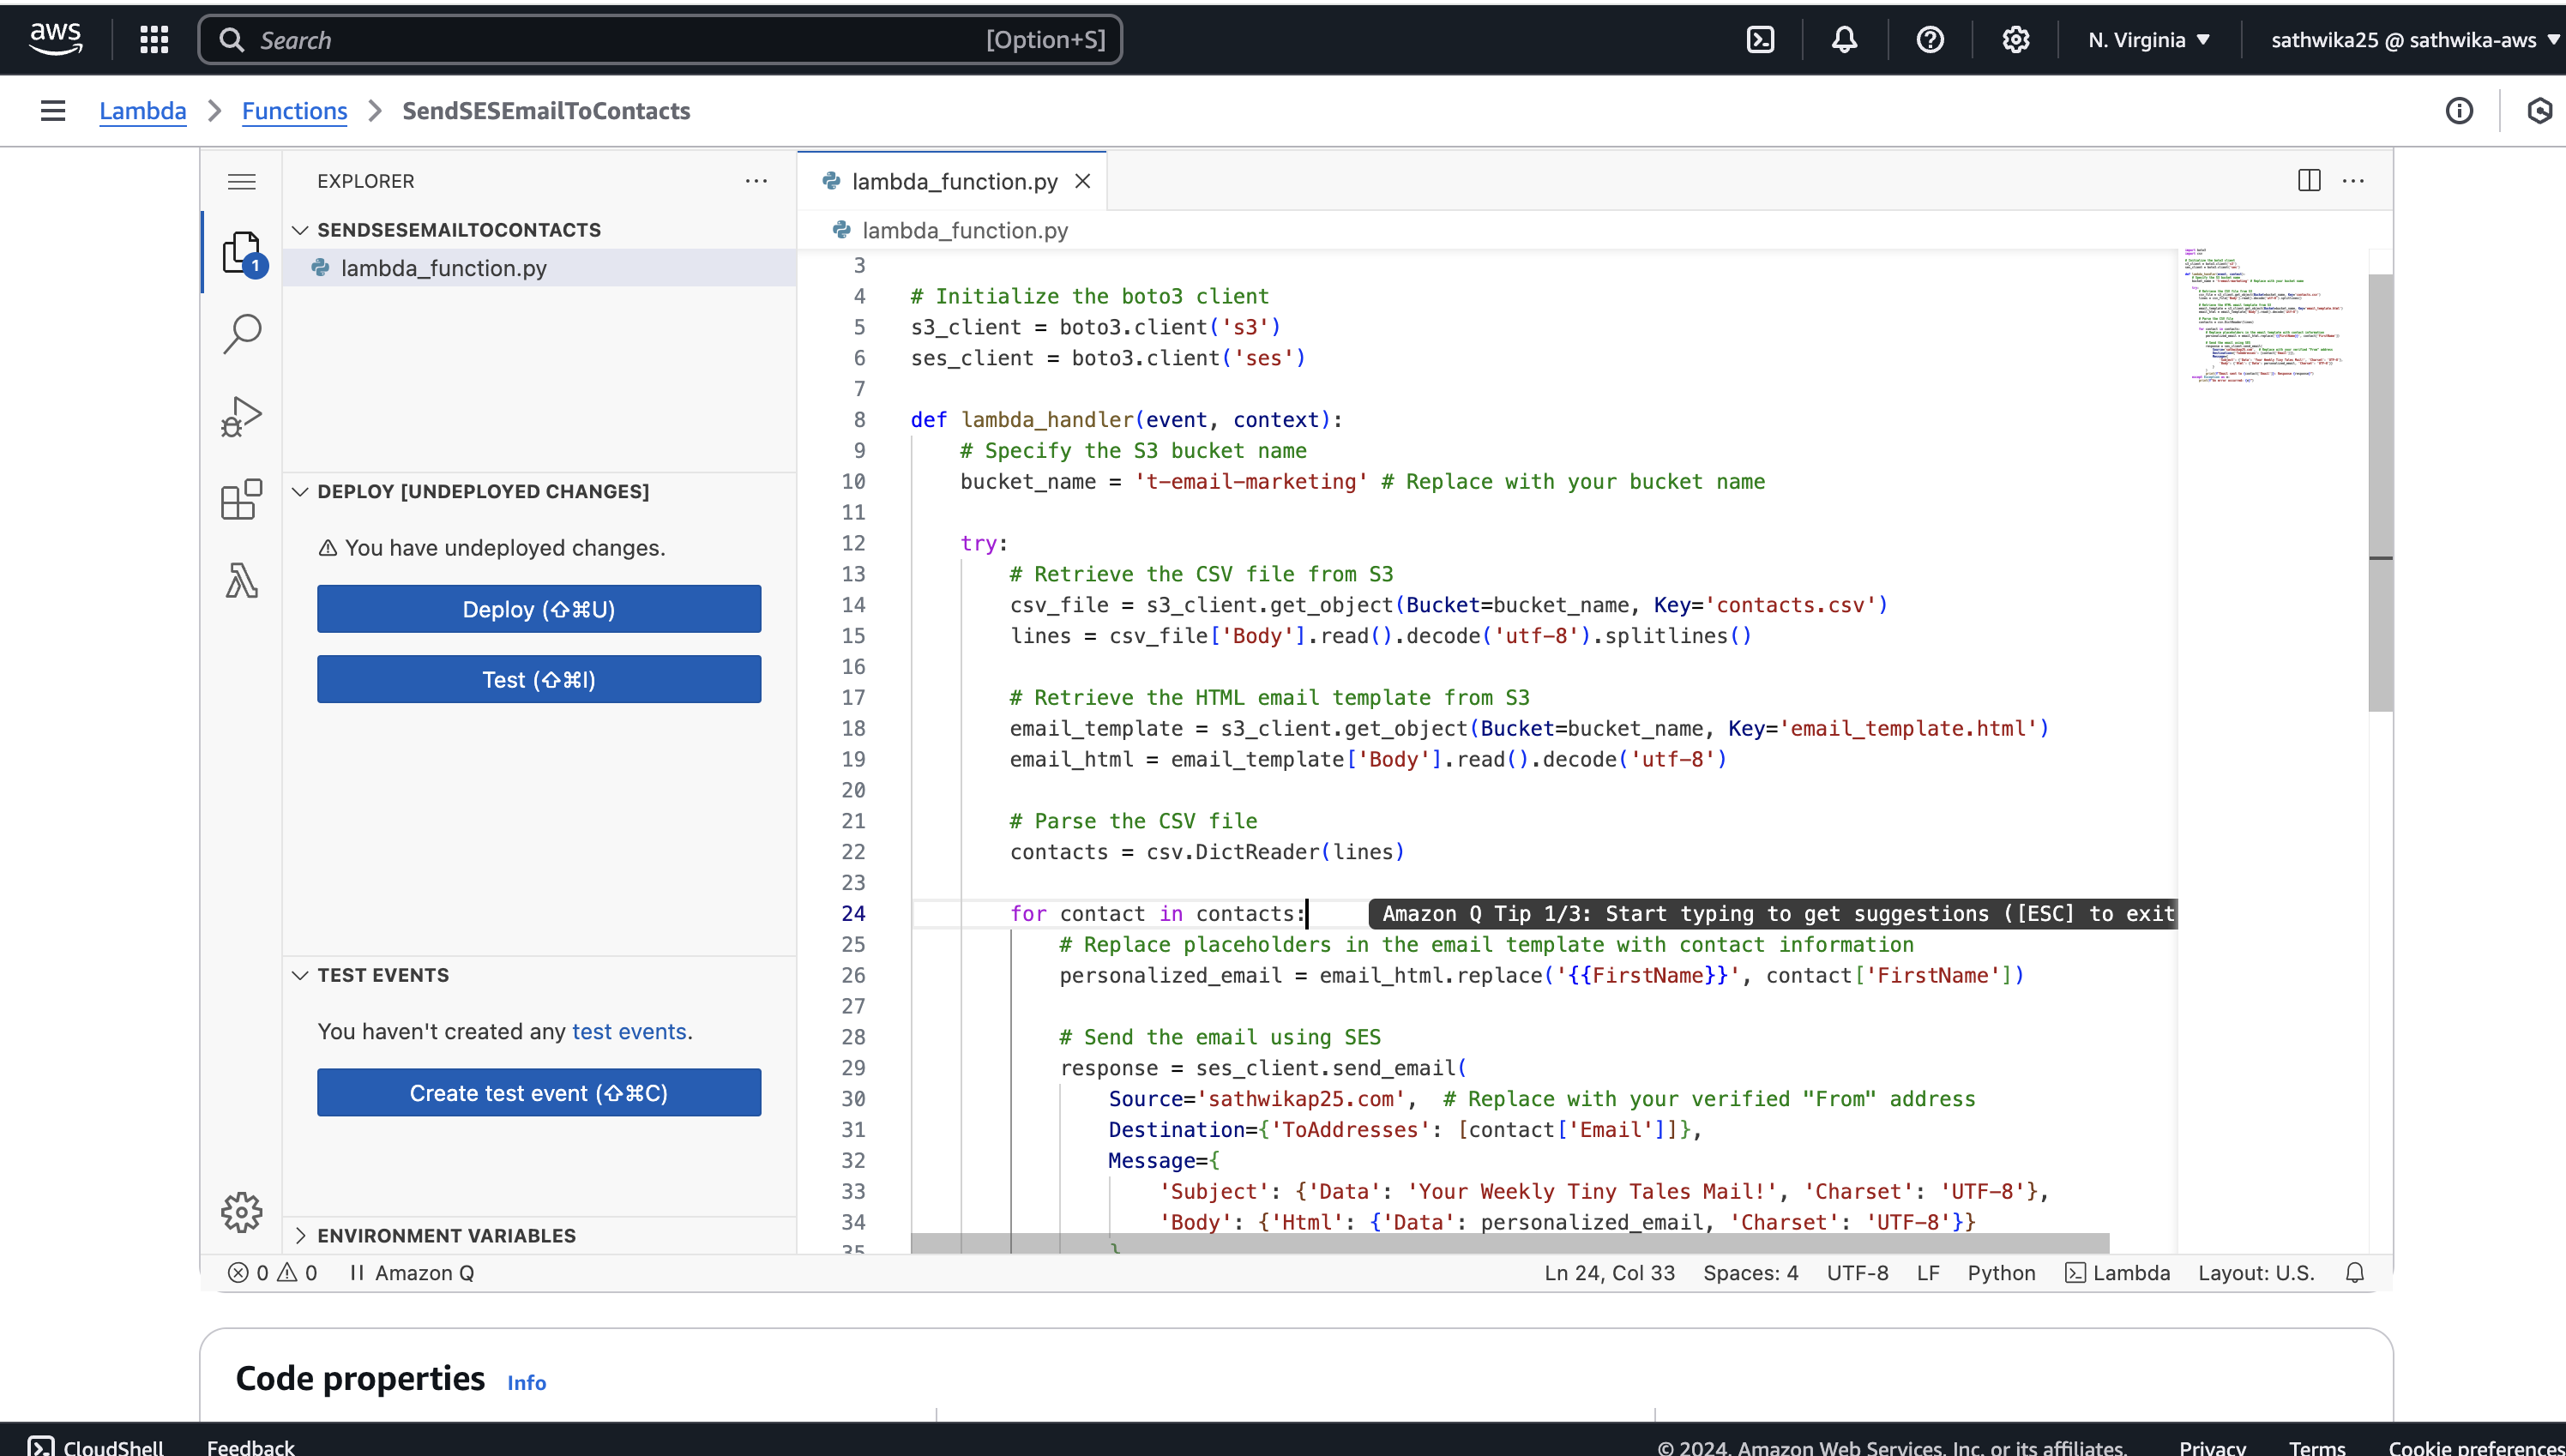 aws Search [Option+S] N. Virginia ▼ sathwika25 @ sathwika-aws ▼
Lambda > Functions > SendSESEmailToContacts
EXPLORER ···
SENDSESEMAILTOCONTACTS
lambda_function.py
1
DEPLOY [UNDEPLOYED CHANGES]
You have undeployed changes.
Deploy (⇧⌘U)
Test (⇧⌘I)
TEST EVENTS
You haven't created any test events.
Create test event (⇧⌘C)
ENVIRONMENT VARIABLES
lambda_function.py ×
lambda_function.py
3
4 # Initialize the boto3 client
5 s3_client = boto3.client('s3')
6 ses_client = boto3.client('ses')
7
8 def lambda_handler(event, context):
9     # Specify the S3 bucket name
10     bucket_name = 't-email-marketing' # Replace with your bucket name
11
12     try:
13         # Retrieve the CSV file from S3
14         csv_file = s3_client.get_object(Bucket=bucket_name, Key='contacts.csv')
15         lines = csv_file['Body'].read().decode('utf-8').splitlines()
16
17         # Retrieve the HTML email template from S3
18         email_template = s3_client.get_object(Bucket=bucket_name, Key='email_template.html')
19         email_html = email_template['Body'].read().decode('utf-8')
20
21         # Parse the CSV file
22         contacts = csv.DictReader(lines)
23
24         for contact in contacts: Amazon Q Tip 1/3: Start typing to get suggestions ([ESC] to exit
25             # Replace placeholders in the email template with contact information
26             personalized_email = email_html.replace('{{FirstName}}', contact['FirstName'])
27
28             # Send the email using SES
29             response = ses_client.send_email(
30                 Source='sathwikap25.com',  # Replace with your verified "From" address
31                 Destination={'ToAddresses': [contact['Email']]},
32                 Message={
33                     'Subject': {'Data': 'Your Weekly Tiny Tales Mail!', 'Charset': 'UTF-8'},
34                     'Body': {'Html': {'Data': personalized_email, 'Charset': 'UTF-8'}}
35                 }
0 0 Amazon Q Ln 24, Col 33 Spaces: 4 UTF-8 LF Python Lambda Layout: U.S.
Code properties Info
CloudShell Feedback © 2024, Amazon Web Services, Inc. or its affiliates. Privacy Terms Cookie preferences